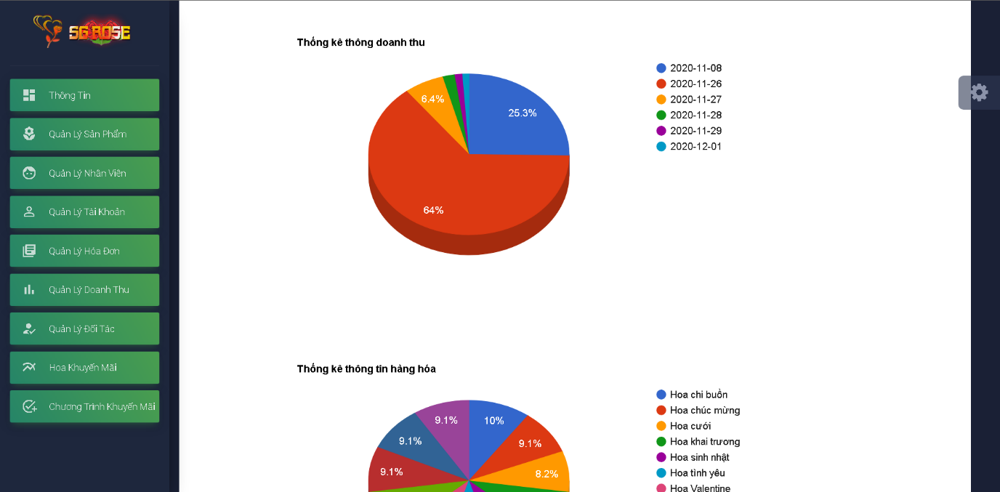 SG ROSE
Thông Tin
Quản Lý Sản Phẩm
Quản Lý Nhân Viên
Quản Lý Tài Khoản
Quản Lý Hóa Đơn
Quản Lý Doanh Thu
Quản Lý Đối Tác
Hoa Khuyến Mãi
Chương Trình Khuyến Mãi
Thống kê thông doanh thu
6.4%
25.3%
64%
2020-11-08
2020-11-26
2020-11-27
2020-11-28
2020-11-29
2020-12-01
Thống kê thông tin hàng hóa
9.1%
10%
9.1%
9.1%
9.1%
8.2%
Hoa chi buồn
Hoa chúc mừng
Hoa cưới
Hoa khai trương
Hoa sinh nhật
Hoa tình yêu
Hoa Valentine